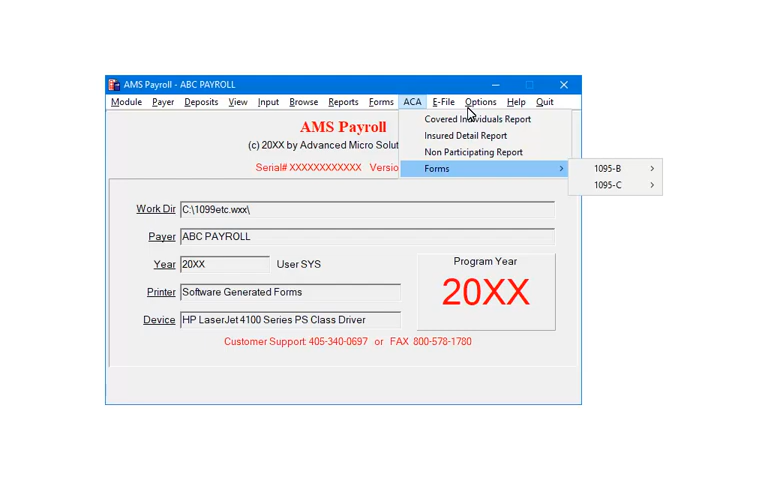 AMS Payroll - ABC PAYROLL
Module Payer Deposits View Input Browse Reports Forms ACA E-File Options Help Quit
Covered Individuals Report
Insured Detail Report
Non Participating Report
Forms
1095-B
1095-C
AMS Payroll
(c) 20XX by Advanced Micro Solut
Serial# XXXXXXXXXXXX Versio
Work Dir C:\1099etc.wxx\
Payer ABC PAYROLL
Year 20XX User SYS
Program Year
20XX
Printer Software Generated Forms
Device HP LaserJet 4100 Series PS Class Driver
Customer Support 405-340-0697 or FAX 800-578-1780